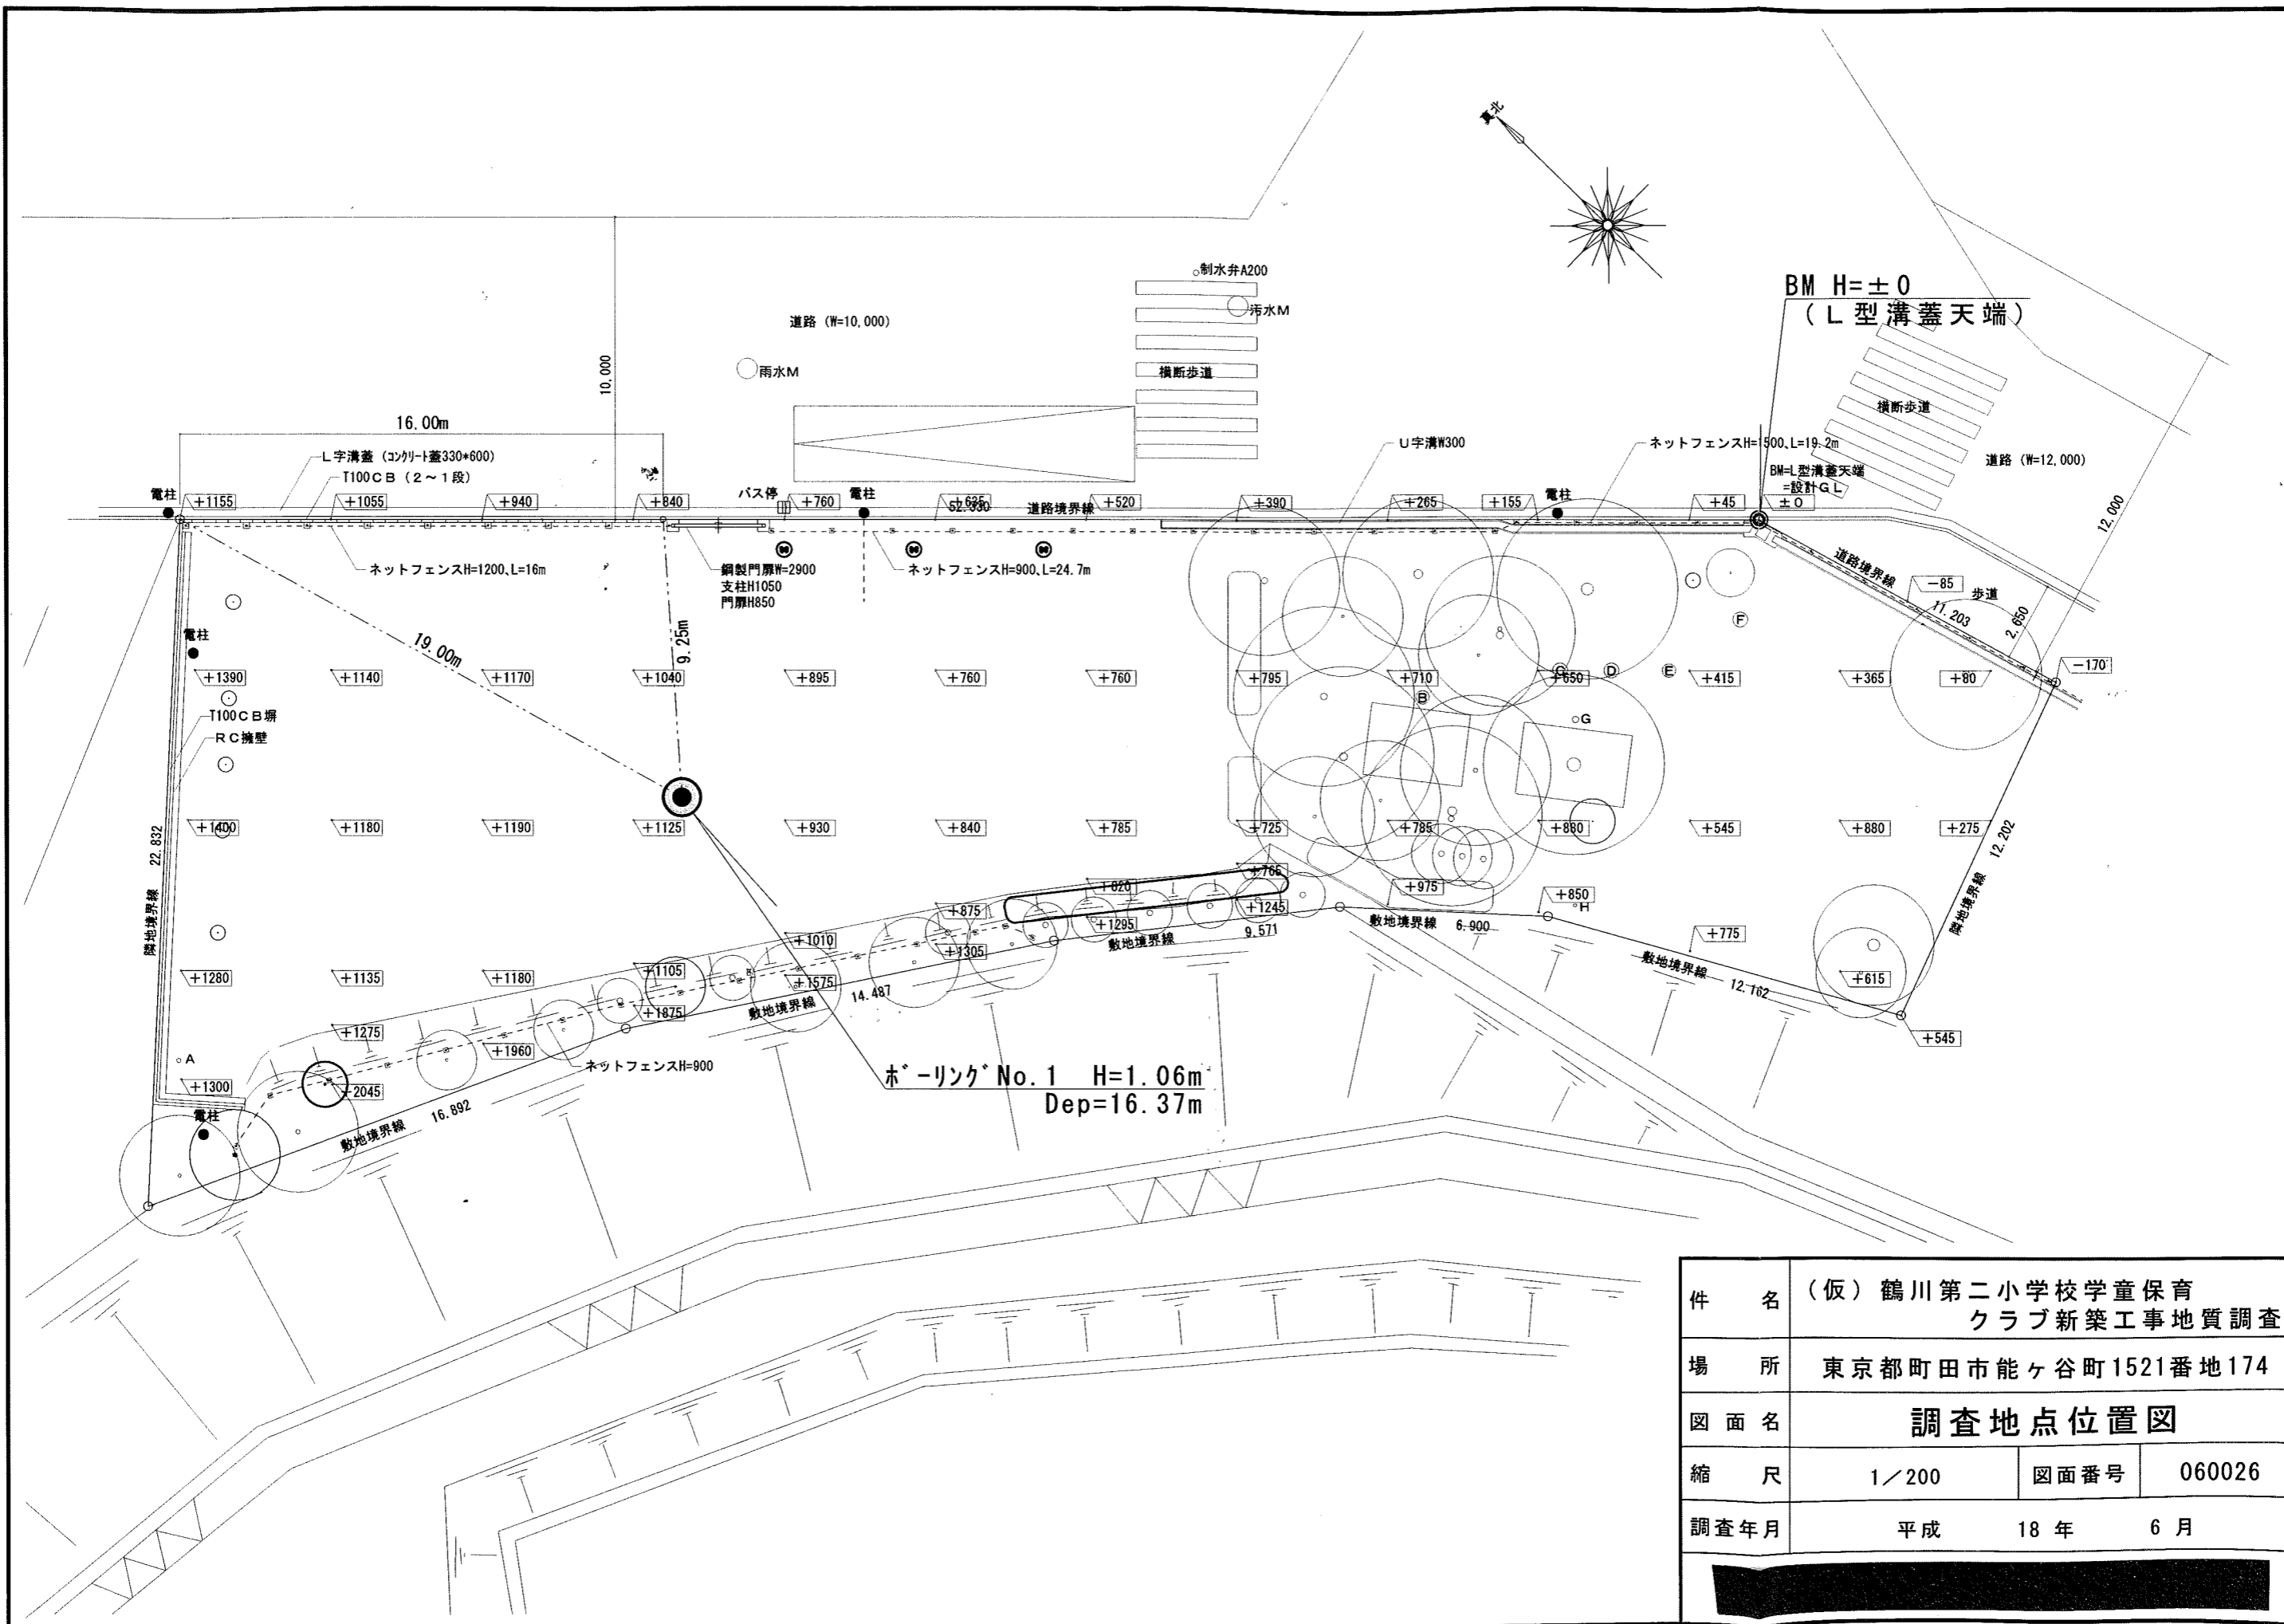 真北
制水弁A200
汚水M
BM H=±0
(L型溝蓋天端)
道路 (W=10,000)
10,000
雨水M
横断歩道
横断歩道
16.00m
L字溝蓋 (コンクリート蓋330*600)
T100CB (2～1段)
U字溝W300
ネットフェンスH=1500、L=19.2m
道路 (W=12,000)
BM=L型溝蓋天端
=設計GL
12,000
電柱
+1155
+1055
+940
+840
バス停
+760
電柱
+635
52.330
道路境界線
+520
+390
+265
+155
電柱
+45
±0
ネットフェンスH=1200、L=16m
鋼製門扉W=2900
支柱H1050
門扉H850
ネットフェンスH=900、L=24.7m
道路境界線
-85
歩道
11.203
2.650
F
電柱
19.00m
9.25m
+1390
+1140
+1170
+1040
+895
+760
+760
+795
+710
B
C
+650
D
E
+415
+365
+80
-170
T100CB塀
RC擁壁
G
22.832
+1400
+1180
+1190
+1125
+930
+840
+785
+725
+785
+880
+545
+880
+275
12.202
隣地境界線
隣地境界線
+765
+820
+875
+975
+850
H
+1245
+1295
敷地境界線
9.571
敷地境界線
6.900
+1010
+1305
+775
敷地境界線
12.162
+615
+545
+1280
+1135
+1180
+1105
+1575
14.487
敷地境界線
+1875
+1275
+1960
ネットフェンスH=900
A
+1300
+2045
電柱
16.892
敷地境界線
ボーリングNo.1 H=1.06m
Dep=16.37m
件名 (仮)鶴川第二小学校学童保育
クラブ新築工事地質調査
場所 東京都町田市能ヶ谷町1521番地174
図面名 調査地点位置図
縮尺 1/200 図面番号 060026
調査年月 平成 18年 6月